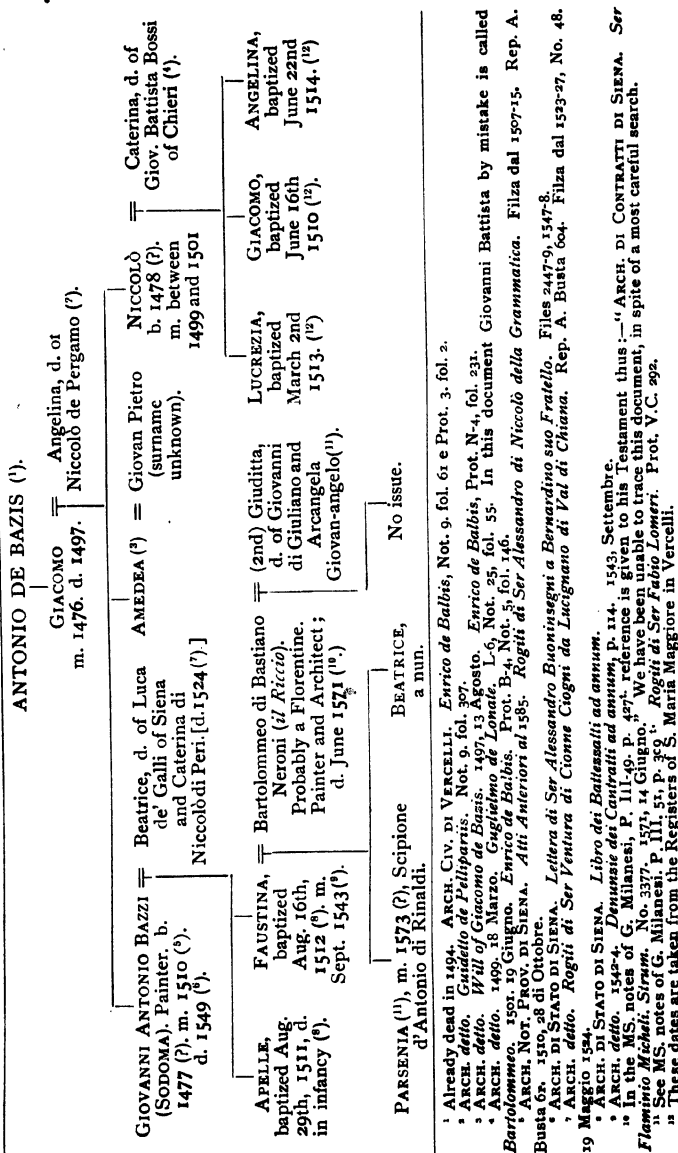 ANTONIO DE BAZIS (¹).
GIACOMO
m. 1476. d. 1497.
Angelina, d. of
Niccolò de Pergamo (²).
GIOVANNI ANTONIO BAZZI
(SODOMA). Painter. b.
1477 (?). m. 1510 (⁵).
d. 1549 (⁶).
Beatrice, d. of Luca
de' Galli of Siena
and Caterina di
Niccolò di Peri. [d. 1524 (⁷).]
AMEDEA (³)
=
Giovan Pietro
(surname
unknown).
NICCOLÒ
b. 1478 (?).
m. between
1499 and 1501
Caterina, d. of
Giov. Battista Bossi
of Chieri (⁴).
APELLE,
baptized Aug.
29th, 1511, d.
in infancy (⁸).
FAUSTINA,
baptized
Aug. 16th,
1512 (⁸). m.
Sept. 1543 (⁹).
Bartolommeo di Bastiano
Neroni (il Riccio).
Probably a Florentine.
Painter and Architect;
d. June 1571 (¹⁰.)
(2nd) Giuditta,
d. of Giovanni
di Giuliano and
Arcangela
Giovan-angelo(¹¹).
LUCREZIA,
baptized
March 2nd
1513. (¹²)
GIACOMO,
baptized
June 16th
1510 (¹²).
ANGELINA,
baptized
June 22nd
1514. (¹²)
PARSENIA (¹¹), m. 1573 (?), Scipione
d'Antonio di Rinaldi.
BEATRICE,
a nun.
No issue.
¹ Already dead in 1494. ARCH. CIV. DI VERCELLI. Enrico de Balbis, Not. 9. fol. 61 e Prot. 3. fol. 2.
² ARCH. detto. Guidetto de Pellipariis. Not. 9. fol. 307.
³ ARCH. detto. Will of Giacomo de Bazis. 1497, 13 Agosto. Enrico de Balbis, Prot. N-4, fol. 231.
⁴ ARCH. detto. 1499. 18 Marzo. Guglielmo de Lonale. L-6, Not. 25, fol. 55. In this document Giovanni Battista by mistake is called
Bartolommeo. 1501. 19 Giugno. Enrico de Balbis. Prot. B-4, Not. 5, fol. 146.
⁵ ARCH. NOT. PROV. DI SIENA. Atti Anteriori al 1585. Rogiti di Ser Alessandro di Niccolò della Grammatica. Filza dal 1507-15. Rep. A.
Busta 62. 1510, 28 di Ottobre.
⁶ ARCH. DI STATO DI SIENA. Lettera di Ser Alessandro Buoninsegni a Bernardino suo Fratello. Files 2447-9, 1547-8.
⁷ ARCH. detto. Rogiti di Ser Ventura di Cionne Ciogni da Lucignano di Val di Chiana. Rep. A. Busta 604. Filza dal 1523-27, No. 48.
19 Maggio 1524.
⁸ ARCH. DI STATO DI SIENA. Libro dei Battezzati ad annum.
⁹ ARCH. detto. 1542-4. Denunzie dei Contratti ad annum, p. 114. 1543, Settembre.
¹⁰ In the MS. notes of G. Milanesi, P. III-49. p. 427ᵗ. reference is given to his Testament thus:—"ARCH. DI CONTRATTI DI SIENA. Ser
Flaminio Micheli, Strum. No. 3377. 1571, 14 Giugno." We have been unable to trace this document, in spite of a most careful search.
¹¹ See MS. notes of G. Milanesi. P. III. 51, p. 309 ᵗ· Rogiti di Ser Fabio Lomeri. Prot, V.C. 292.
¹² These dates are taken from the Registers of S. Maria Maggiore in Vercelli.